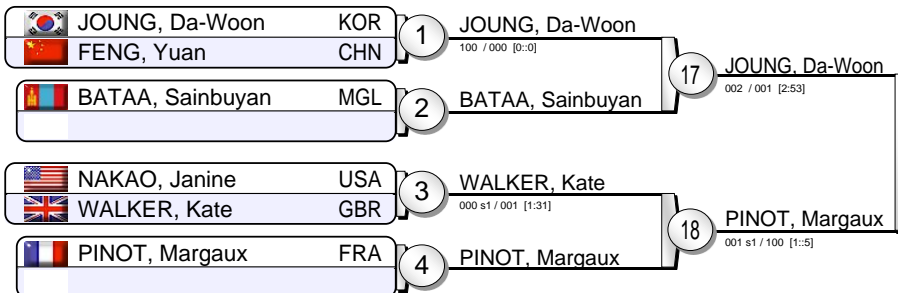 JOUNG, Da-Woon KOR
FENG, Yuan CHN
1
JOUNG, Da-Woon
100 / 000 [0::0]
BATAA, Sainbuyan MGL
2
BATAA, Sainbuyan
17
JOUNG, Da-Woon
002 / 001 [2:53]
NAKAO, Janine USA
WALKER, Kate GBR
3
WALKER, Kate
000 s1 / 001 [1:31]
PINOT, Margaux FRA
4
PINOT, Margaux
18
PINOT, Margaux
001 s1 / 100 [1::5]